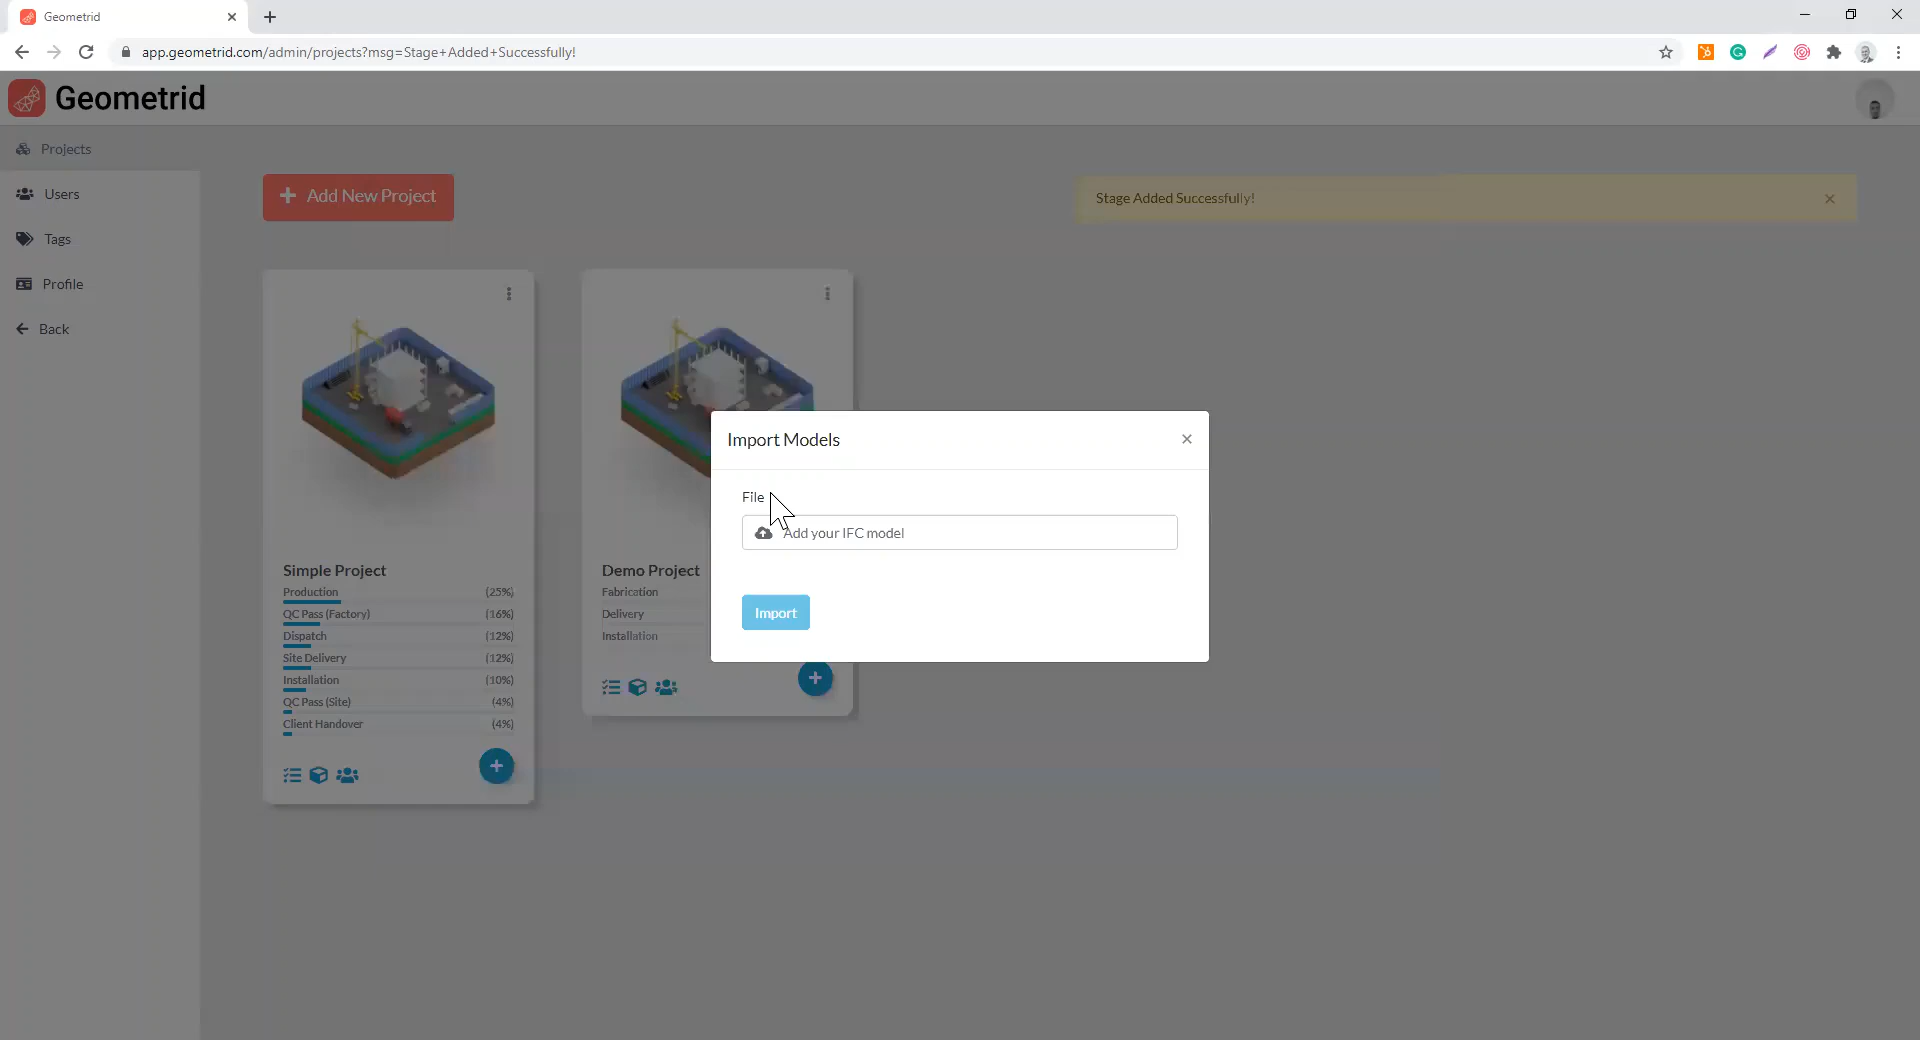 Geometrid
app.geometrid.com/admin/projects?msg=Stage+Added+Successfully!
Geometrid
Projects
Users
Tags
Profile
Back
Add New Project
Stage Added Successfully!
Simple Project
Production (25%)
QC Pass (Factory) (16%)
Dispatch (12%)
Site Delivery (12%)
Installation (10%)
QC Pass (Site) (4%)
Client Handover (4%)
Demo Project
Fabrication
Delivery
Installation
Import Models
File
Add your IFC model
Import